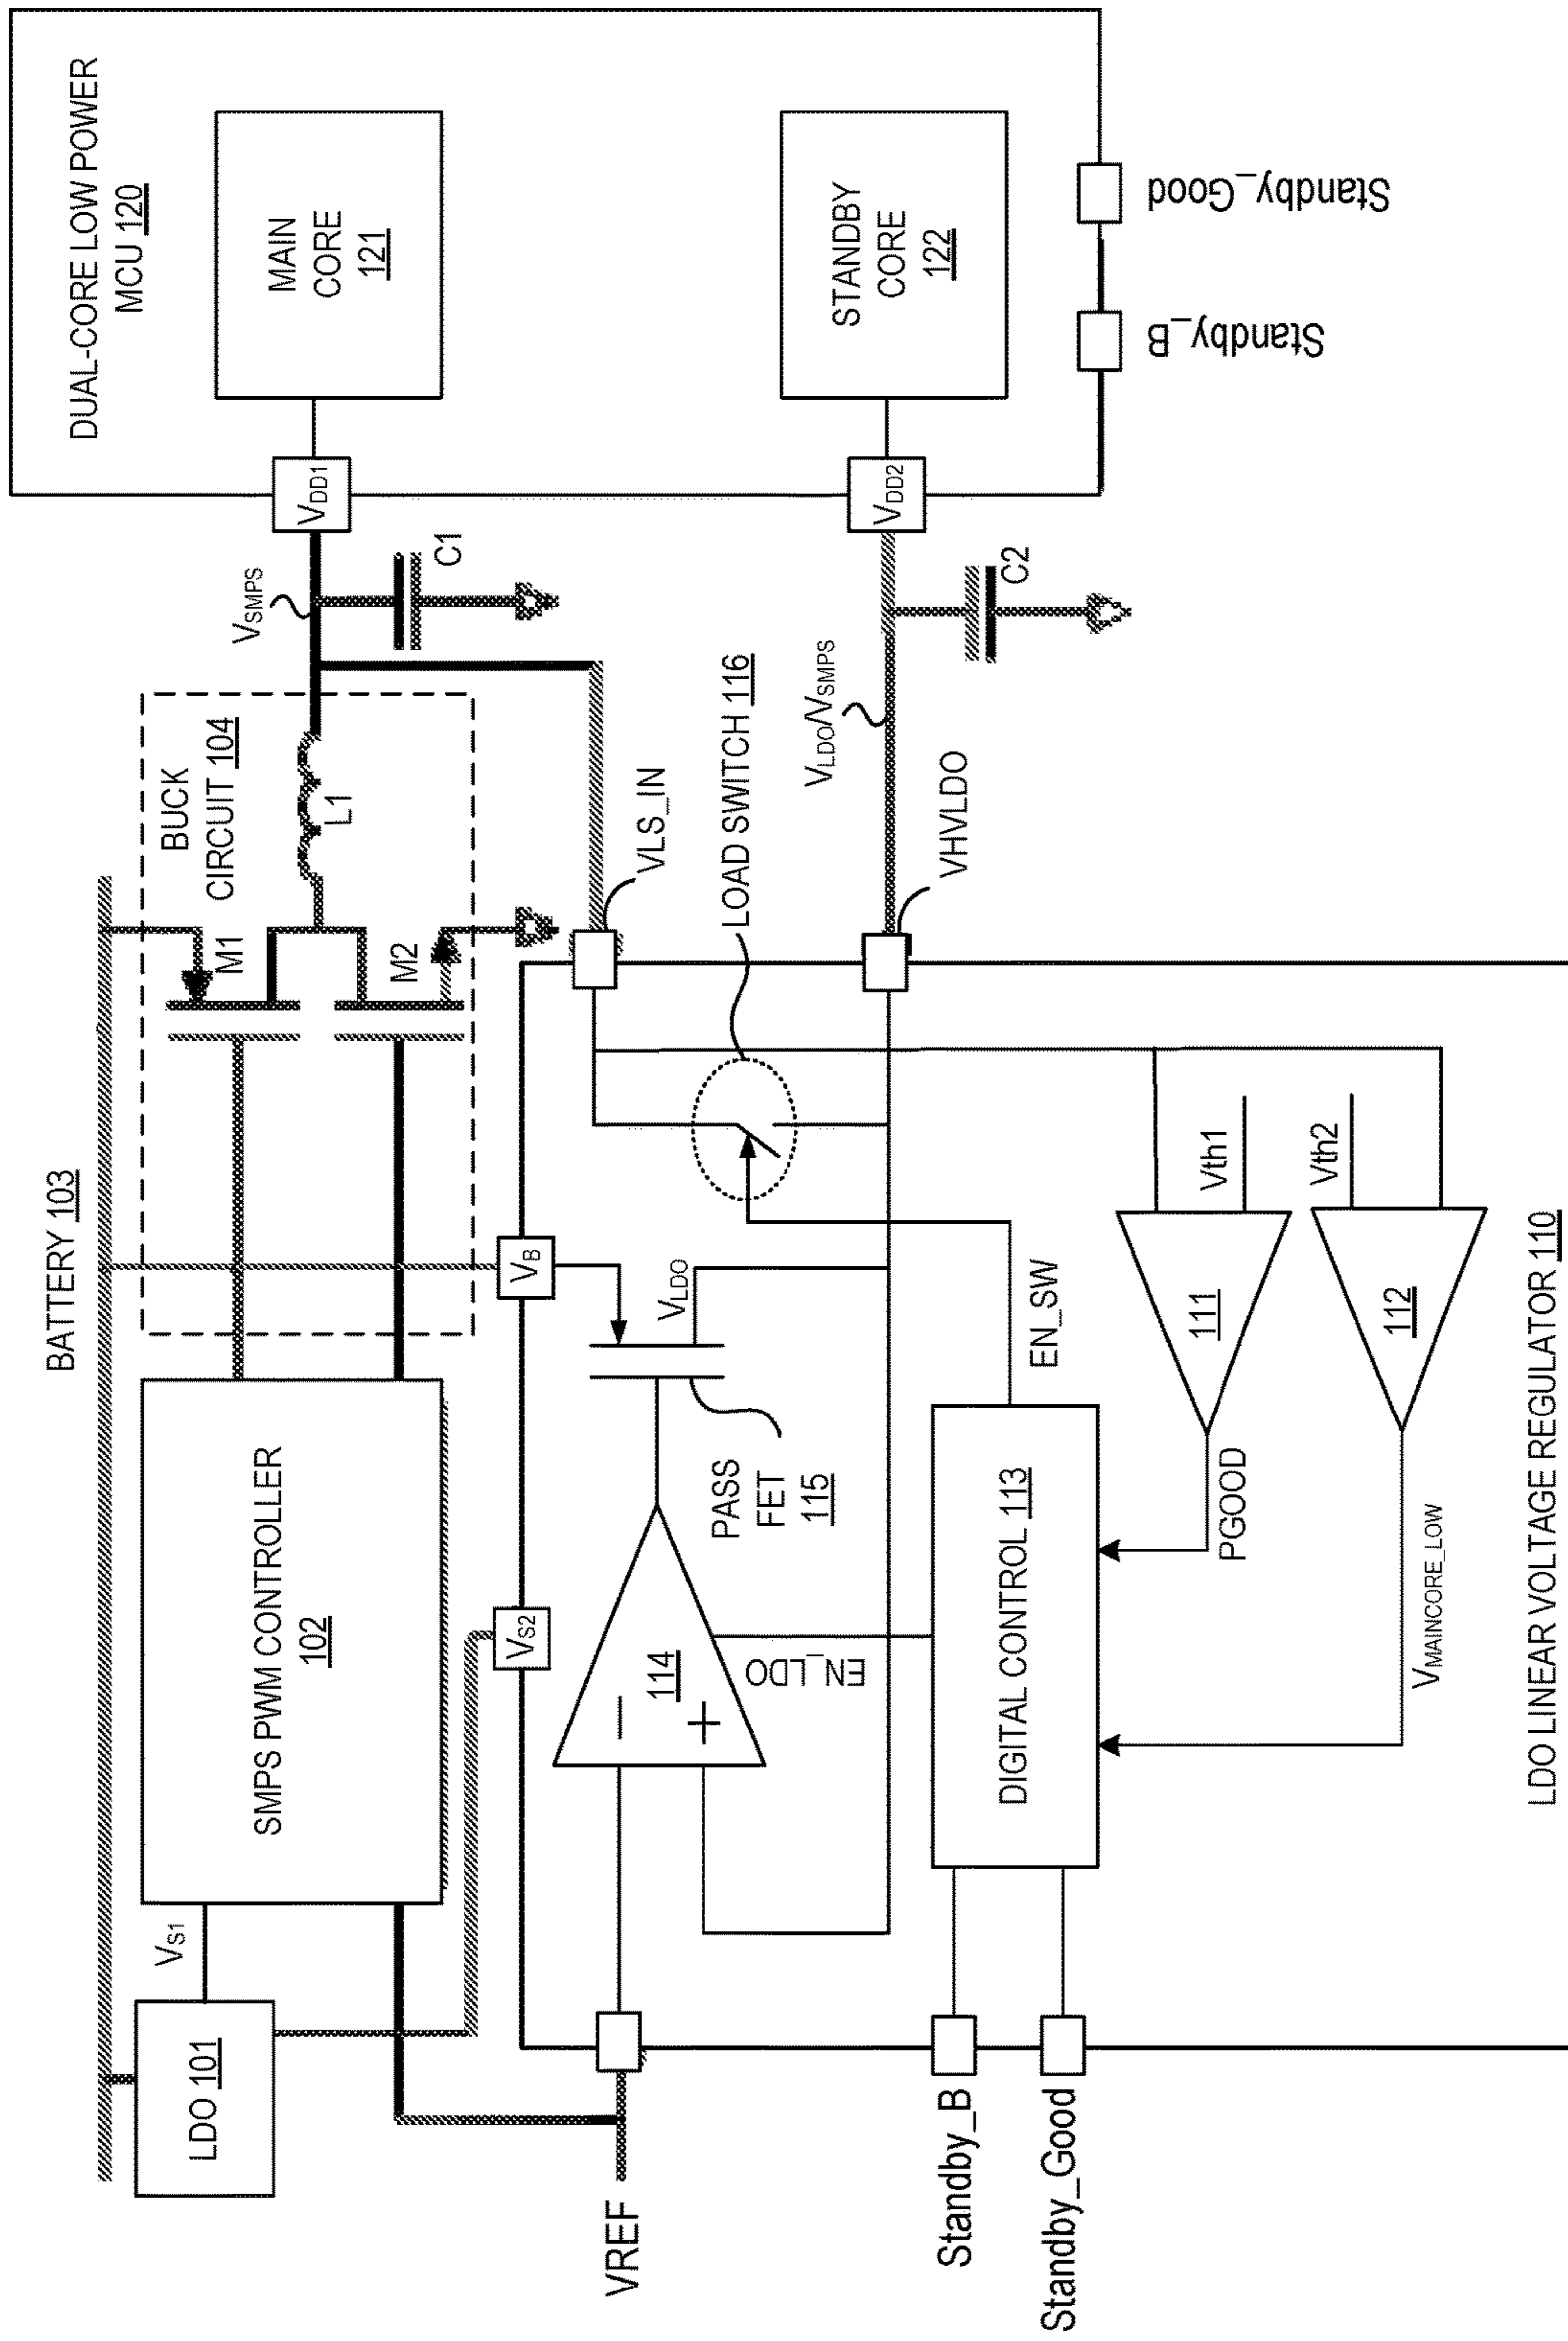 BATTERY 103
LDO 101
VS1
SMPS PWM CONTROLLER
102
BUCK
CIRCUIT 104
M1
M2
L1
VSMPS
C1
DUAL-CORE LOW POWER
MCU 120
VDD1
MAIN
CORE
121
VDD2
STANDBY
CORE
122
Standby_B
Standby_Good
VREF
VS2
VB
VLS_IN
LOAD SWITCH 116
VLDO/VSMPS
VHVLDO
C2
−
+
114
EN_LDO
PASS
FET
115
VLDO
EN_SW
Standby_B
Standby_Good
DIGITAL CONTROL 113
PGOOD
111
Vth1
VMAINCORE_LOW
112
Vth2
LDO LINEAR VOLTAGE REGULATOR 110